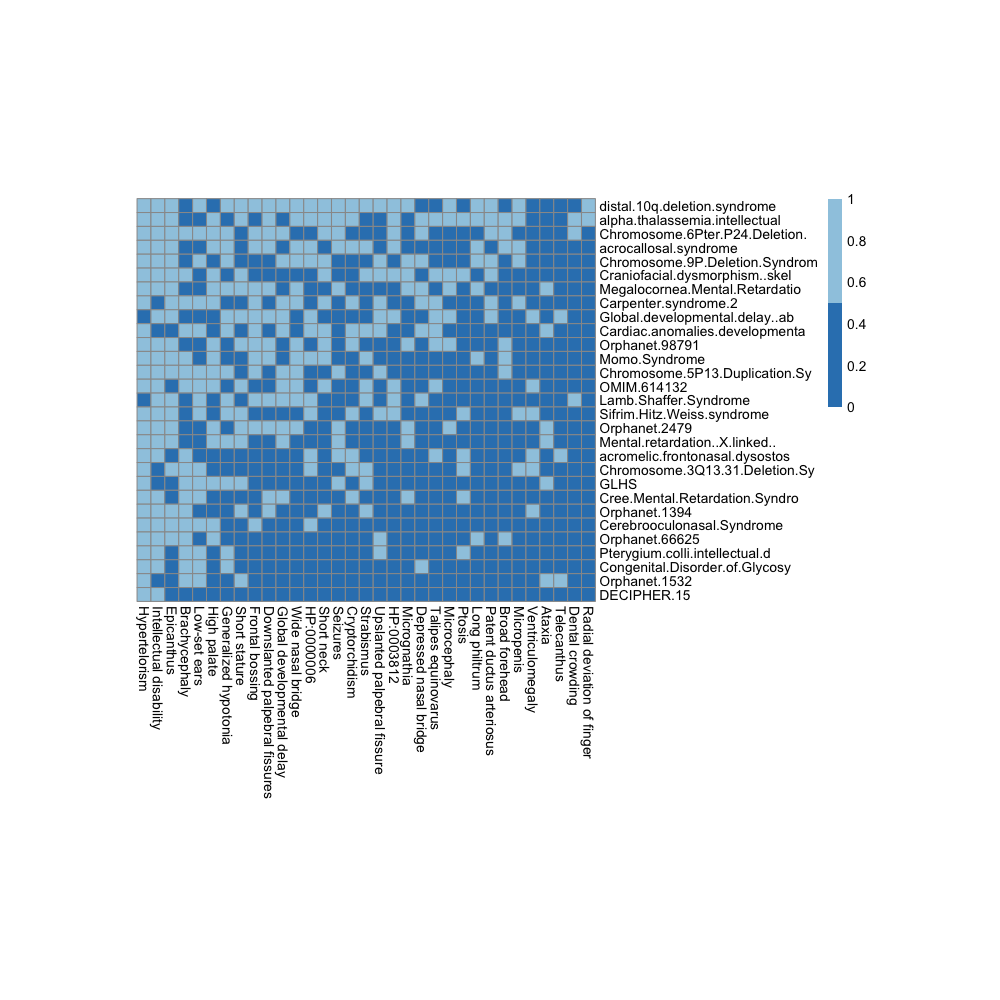 distal.10q.deletion.syndrome
alpha.thalassemia.intellectual
Chromosome.6Pter.P24.Deletion.
acrocallosal.syndrome
Chromosome.9P.Deletion.Syndrom
Craniofacial.dysmorphism..skel
Megalocornea.Mental.Retardatio
Carpenter.syndrome.2
Global.developmental.delay..ab
Cardiac.anomalies.developmenta
Orphanet.98791
Momo.Syndrome
Chromosome.5P13.Duplication.Sy
OMIM.614132
Lamb.Shaffer.Syndrome
Sifrim.Hitz.Weiss.syndrome
Orphanet.2479
Mental.retardation..X.linked..
acromelic.frontonasal.dysostos
Chromosome.3Q13.31.Deletion.Sy
GLHS
Cree.Mental.Retardation.Syndro
Orphanet.1394
Cerebrooculonasal.Syndrome
Orphanet.66625
Pterygium.colli.intellectual.d
Congenital.Disorder.of.Glycosy
Orphanet.1532
DECIPHER.15
1
0.8
0.6
0.4
0.2
0
Hypertelorism
Intellectual disability
Epicanthus
Brachycephaly
Low-set ears
High palate
Generalized hypotonia
Short stature
Frontal bossing
Downslanted palpebral fissures
Global developmental delay
Wide nasal bridge
HP:0000006
Short neck
Seizures
Cryptorchidism
Strabismus
Upslanted palpebral fissure
HP:0003812
Micrognathia
Depressed nasal bridge
Talipes equinovarus
Microcephaly
Ptosis
Long philtrum
Patent ductus arteriosus
Broad forehead
Micropenis
Ventriculomegaly
Ataxia
Telecanthus
Dental crowding
Radial deviation of finger